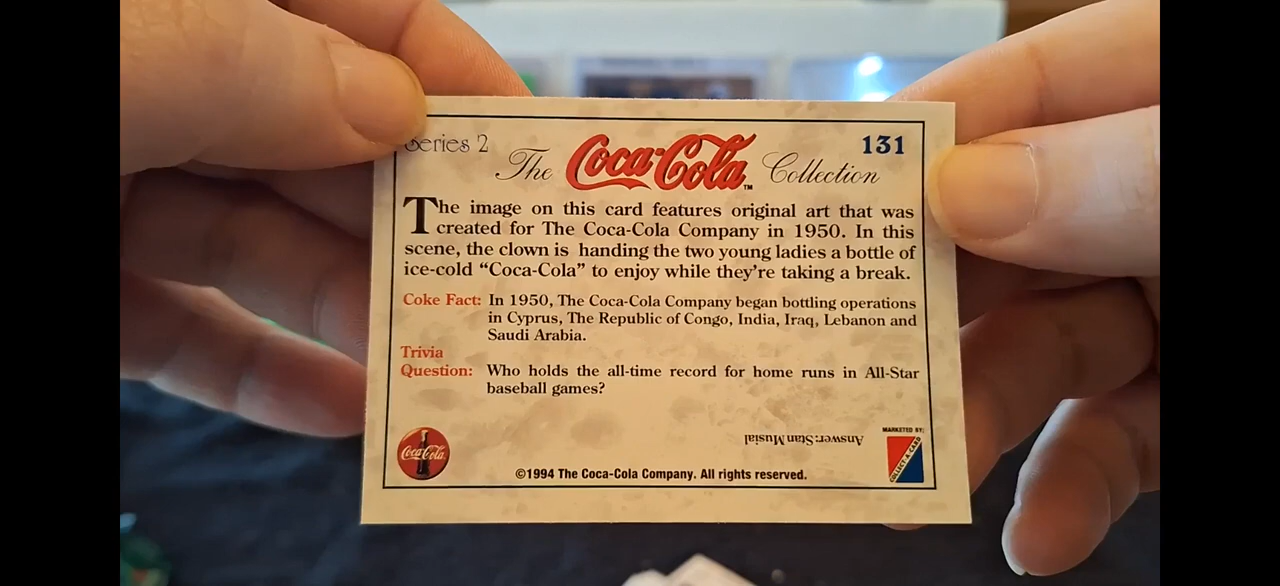 Series 2
131
The Coca-Cola™ Collection
The image on this card features original art that was
created for The Coca-Cola Company in 1950. In this
scene, the clown is handing the two young ladies a bottle of
ice-cold “Coca-Cola” to enjoy while they’re taking a break.
Coke Fact: In 1950, The Coca-Cola Company began bottling operations
in Cyprus, The Republic of Congo, India, Iraq, Lebanon and
Saudi Arabia.
Trivia
Question: Who holds the all-time record for home runs in All-Star
baseball games?
Answer: Stan Musial
MARKETED BY:
COLLECT-A-CARD
Coca-Cola
©1994 The Coca-Cola Company. All rights reserved.